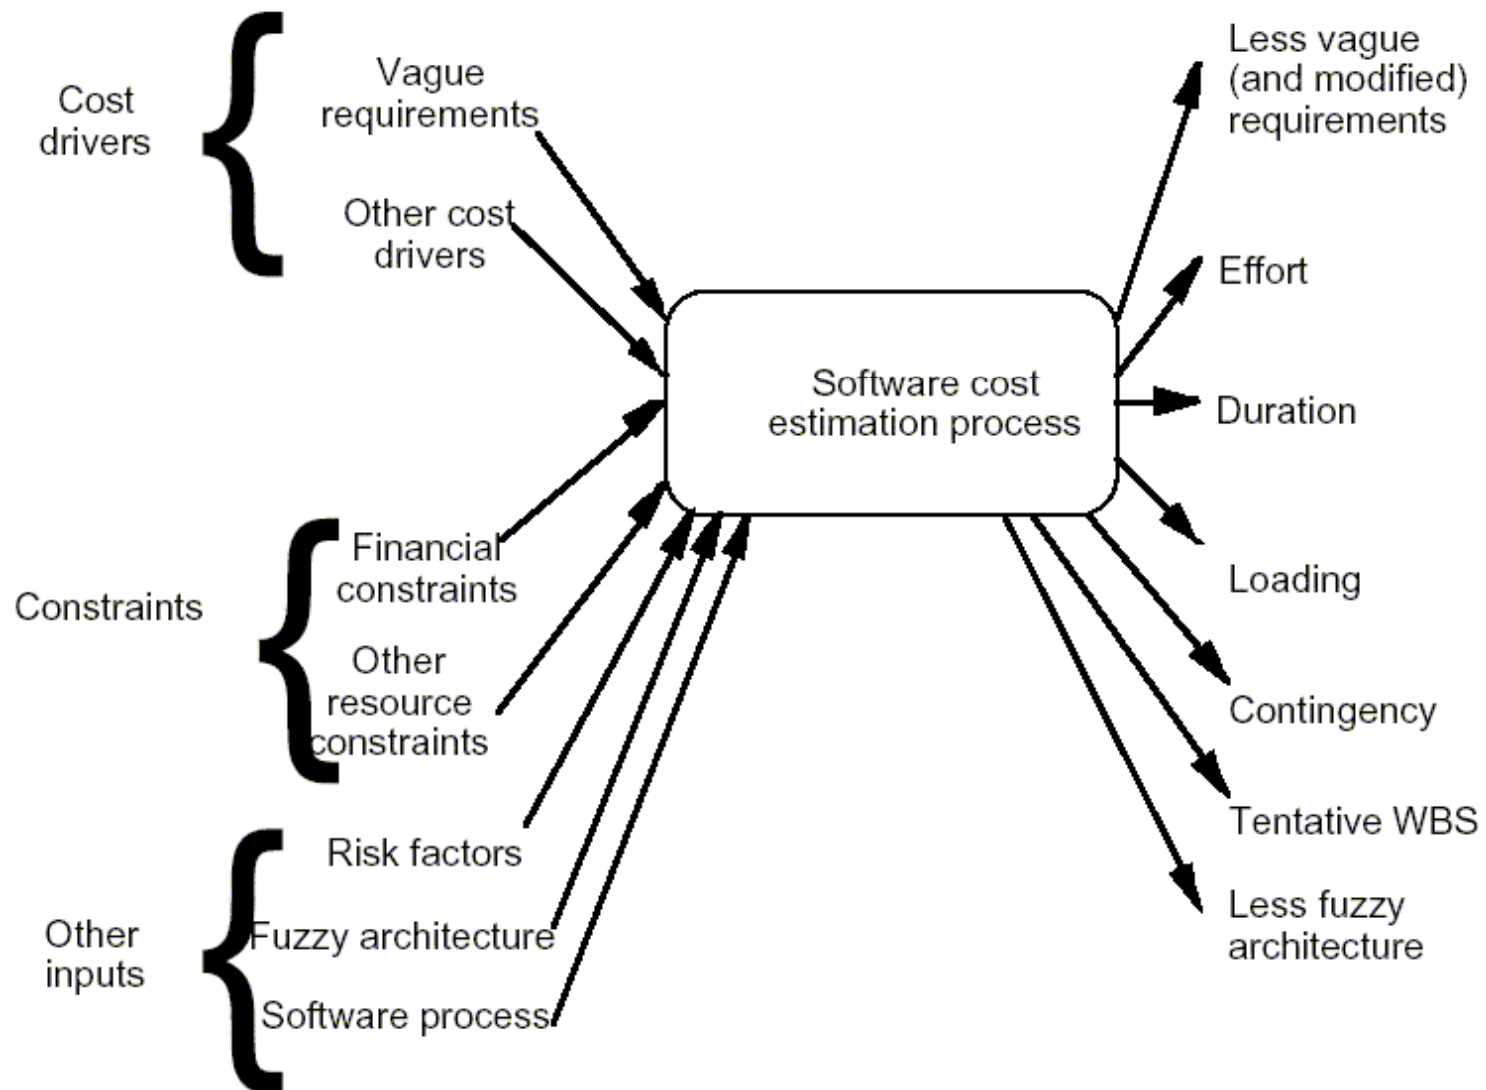 Cost
drivers
Vague
requirements
Other cost
drivers
Constraints
Financial
constraints
Other
resource
constraints
Other
inputs
Risk factors
Fuzzy architecture
Software process
Software cost
estimation process
Less vague
(and modified)
requirements
Effort
Duration
Loading
Contingency
Tentative WBS
Less fuzzy
architecture